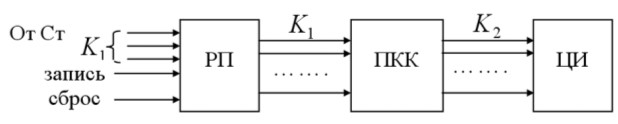 От Ст
K₁
запись
сброс
РП
K₁
.......
ПКК
K₂
.......
ЦИ